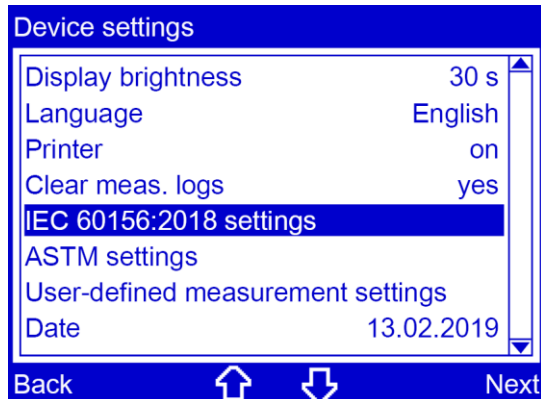 Device settings
Display brightness 30 s
Language English
Printer on
Clear meas. logs yes
IEC 60156:2018 settings
ASTM settings
User-defined measurement settings
Date 13.02.2019
Back Next